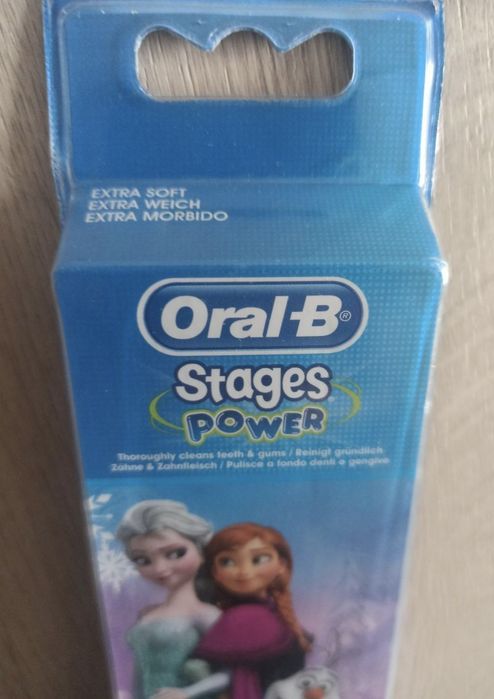 EXTRA SOFT
EXTRA WEICH
EXTRA MORBIDO
Oral-B®
Stages®
POWER
Thoroughly cleans teeth & gums / Reinigt gründlich
Zähne & Zahnfleisch / Pulisce a fondo denti e gengive